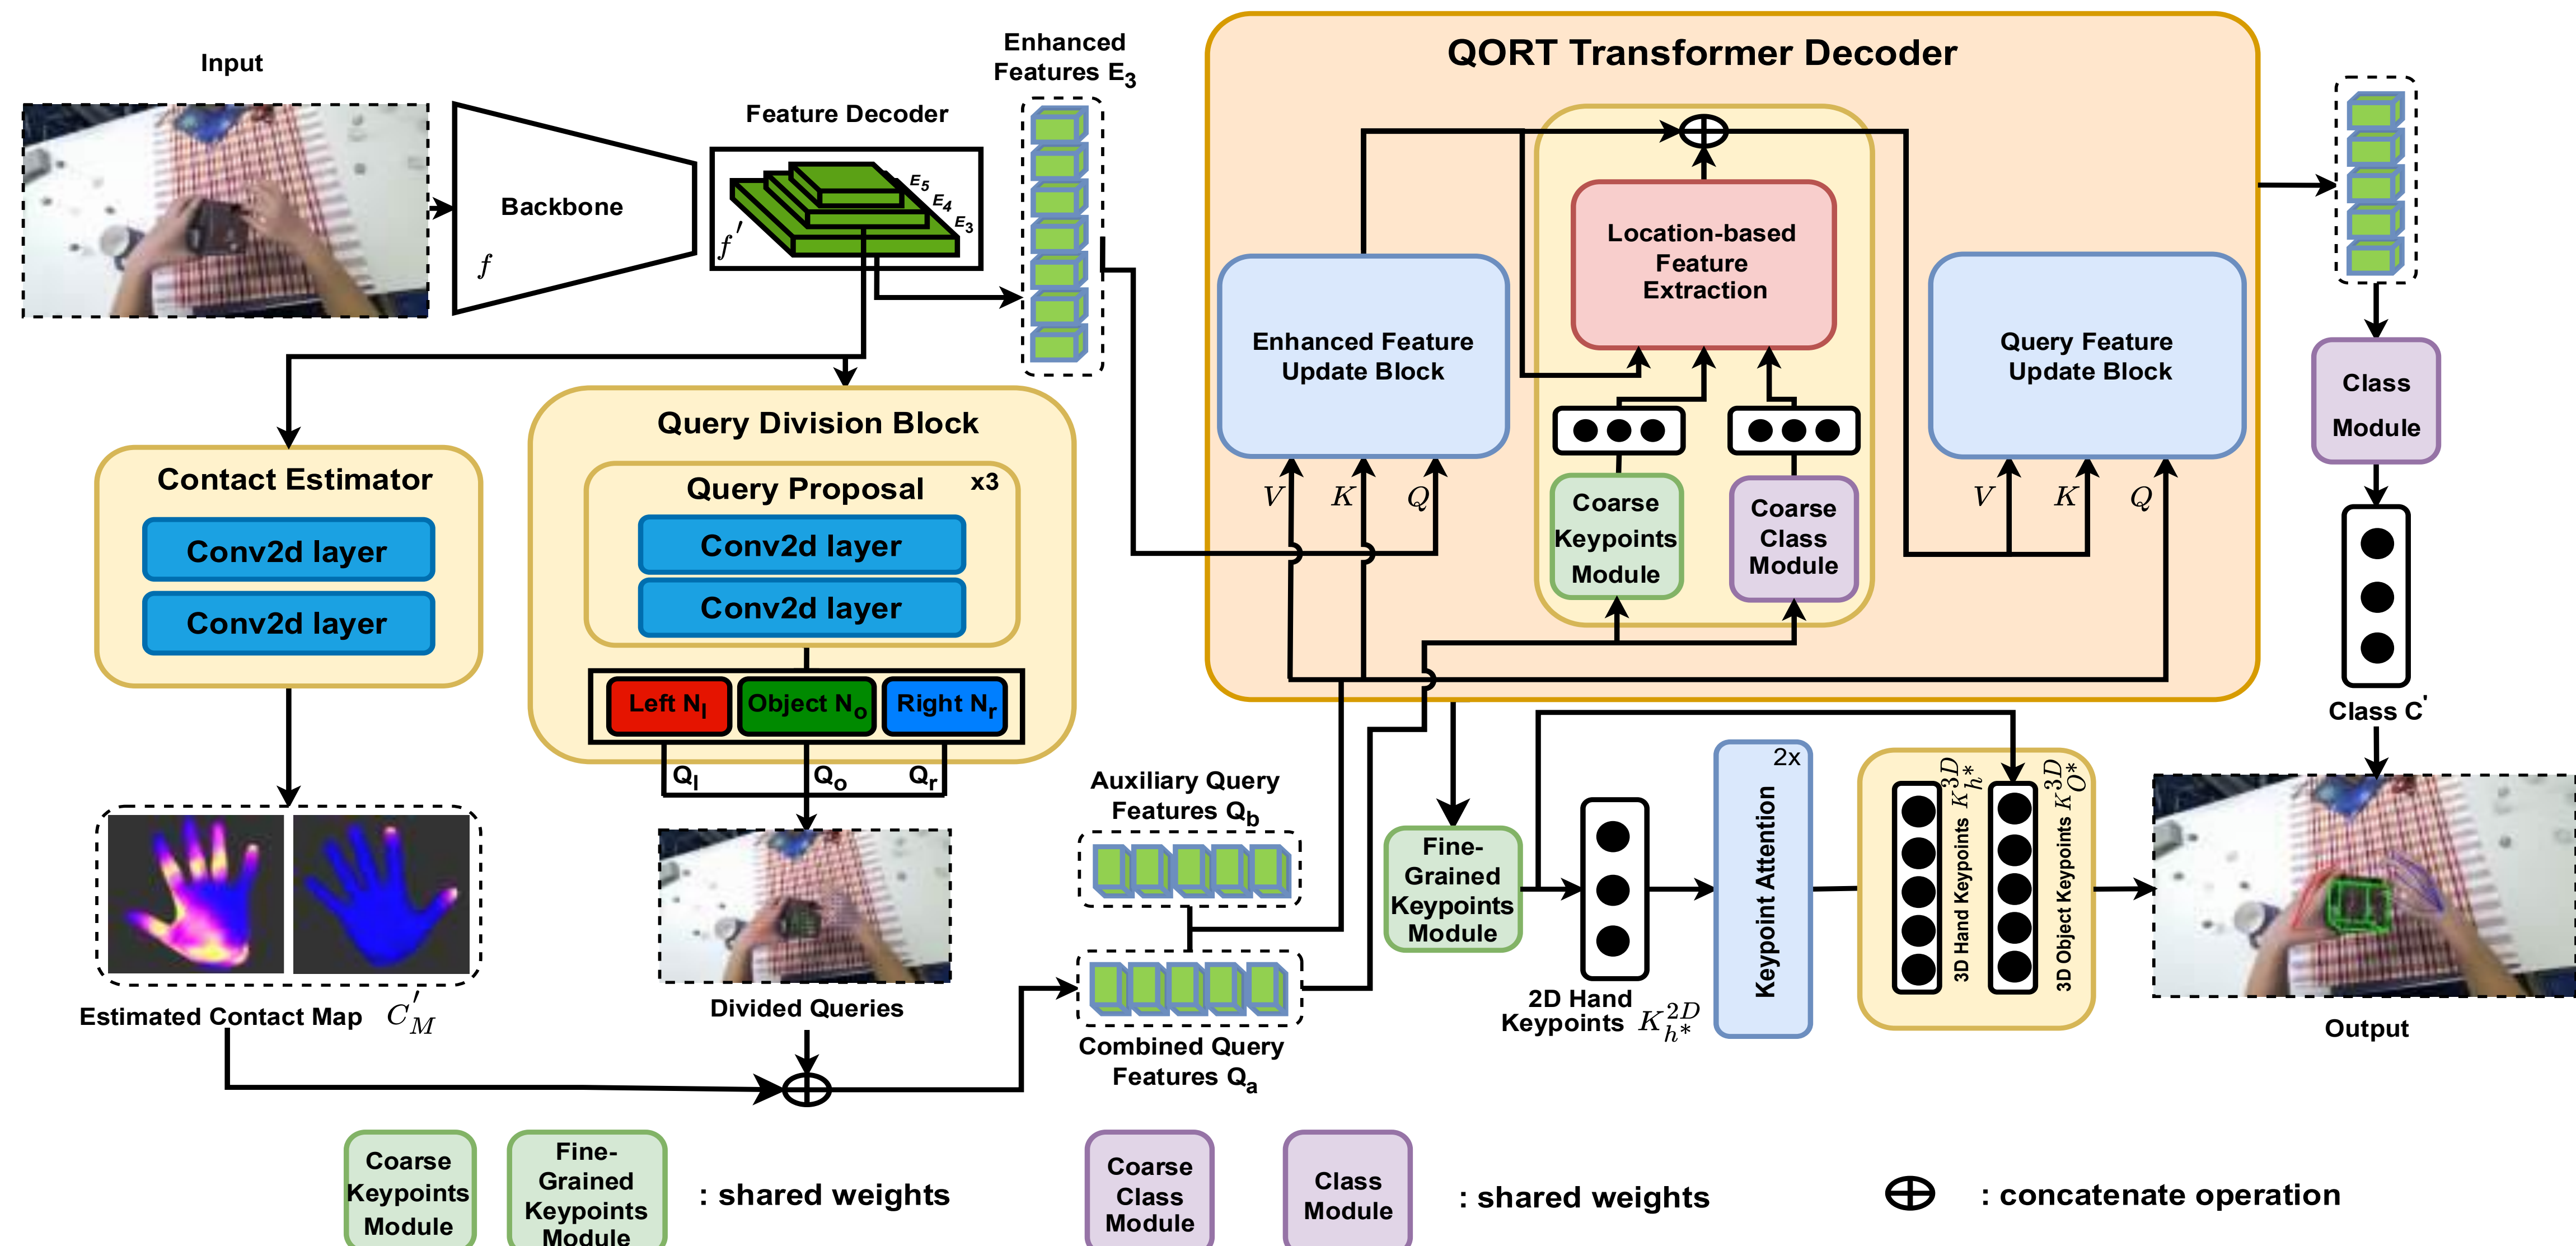 Input
Backbone
f
Feature Decoder
f'
E5
E4
E3
Enhanced
Features E3
QORT Transformer Decoder
Location-based
Feature
Extraction
Enhanced Feature
Update Block
Query Feature
Update Block
V K Q
V K Q
Coarse
Keypoints
Module
Coarse
Class
Module
Class
Module
Class C'
Contact Estimator
Conv2d layer
Conv2d layer
Query Division Block
Query Proposal x3
Conv2d layer
Conv2d layer
Left Nl
Object No
Right Nr
Ql
Qo
Qr
Estimated Contact Map C'M
Divided Queries
Auxiliary Query
Features Qb
Combined Query
Features Qa
Fine-
Grained
Keypoints
Module
2D Hand
Keypoints K2Dh*
2x
Keypoint Attention
3D Hand Keypoints K3Dh*
3D Object Keypoints K3DO*
Output
Coarse
Keypoints
Module
Fine-
Grained
Keypoints
Module
: shared weights
Coarse
Class
Module
Class
Module
: shared weights
: concatenate operation